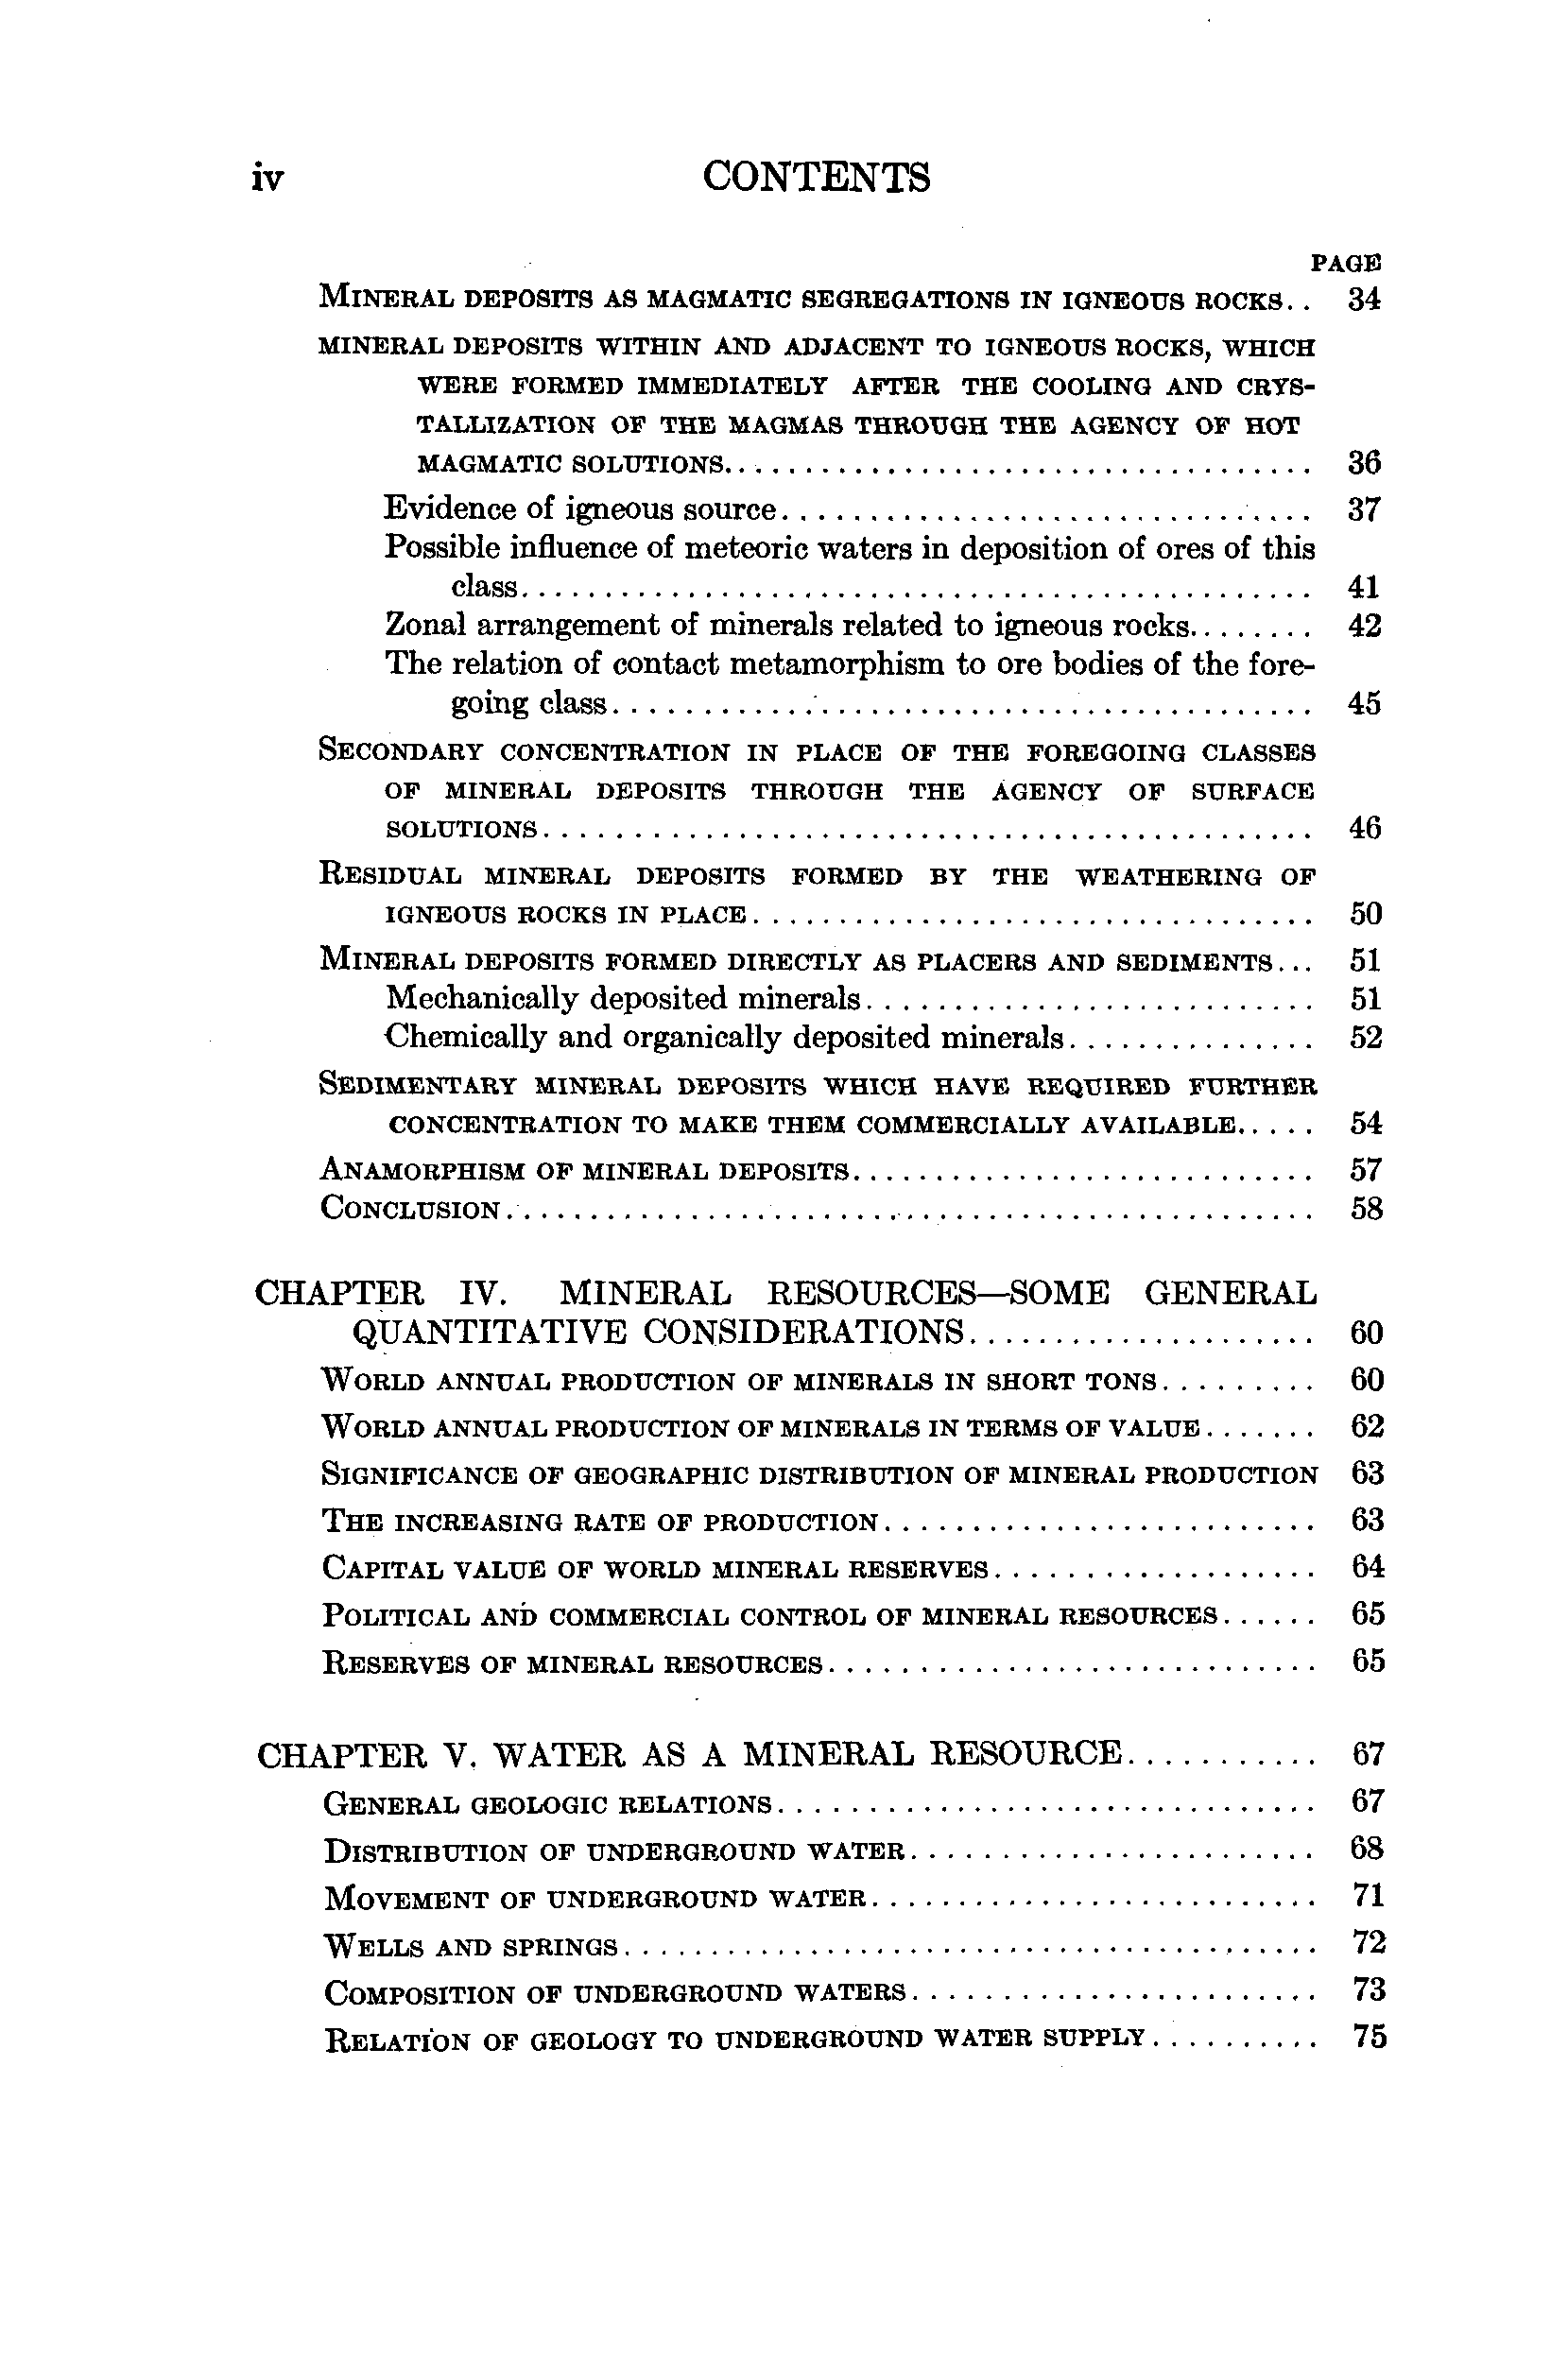 iv CONTENTS
PAGE
MINERAL DEPOSITS AS MAGMATIC SEGREGATIONS IN IGNEOUS ROCKS.. 34
MINERAL DEPOSITS WITHIN AND ADJACENT TO IGNEOUS ROCKS, WHICH
WERE FORMED IMMEDIATELY AFTER THE COOLING AND CRYS-
TALLIZATION OF THE MAGMAS THROUGH THE AGENCY OF HOT
MAGMATIC SOLUTIONS.................................... 36
Evidence of igneous source................................ 37
Possible influence of meteoric waters in deposition of ores of this
class................................................ 41
Zonal arrangement of minerals related to igneous rocks........ 42
The relation of contact metamorphism to ore bodies of the fore-
going class.......................................... 45
SECONDARY CONCENTRATION IN PLACE OF THE FOREGOING CLASSES
OF MINERAL DEPOSITS THROUGH THE AGENCY OF SURFACE
SOLUTIONS.............................................. 46
RESIDUAL MINERAL DEPOSITS FORMED BY THE WEATHERING OF
IGNEOUS ROCKS IN PLACE.................................. 50
MINERAL DEPOSITS FORMED DIRECTLY AS PLACERS AND SEDIMENTS... 51
Mechanically deposited minerals........................... 51
Chemically and organically deposited minerals............... 52
SEDIMENTARY MINERAL DEPOSITS WHICH HAVE REQUIRED FURTHER
CONCENTRATION TO MAKE THEM COMMERCIALLY AVAILABLE..... 54
ANAMORPHISM OF MINERAL DEPOSITS............................ 57
CONCLUSION................................................ 58
CHAPTER IV. MINERAL RESOURCES—SOME GENERAL
QUANTITATIVE CONSIDERATIONS..................... 60
WORLD ANNUAL PRODUCTION OF MINERALS IN SHORT TONS......... 60
WORLD ANNUAL PRODUCTION OF MINERALS IN TERMS OF VALUE....... 62
SIGNIFICANCE OF GEOGRAPHIC DISTRIBUTION OF MINERAL PRODUCTION 63
THE INCREASING RATE OF PRODUCTION.......................... 63
CAPITAL VALUE OF WORLD MINERAL RESERVES................... 64
POLITICAL AND COMMERCIAL CONTROL OF MINERAL RESOURCES...... 65
RESERVES OF MINERAL RESOURCES............................. 65
CHAPTER V. WATER AS A MINERAL RESOURCE........... 67
GENERAL GEOLOGIC RELATIONS................................ 67
DISTRIBUTION OF UNDERGROUND WATER........................ 68
MOVEMENT OF UNDERGROUND WATER........................... 71
WELLS AND SPRINGS......................................... 72
COMPOSITION OF UNDERGROUND WATERS........................ 73
RELATION OF GEOLOGY TO UNDERGROUND WATER SUPPLY.......... 75